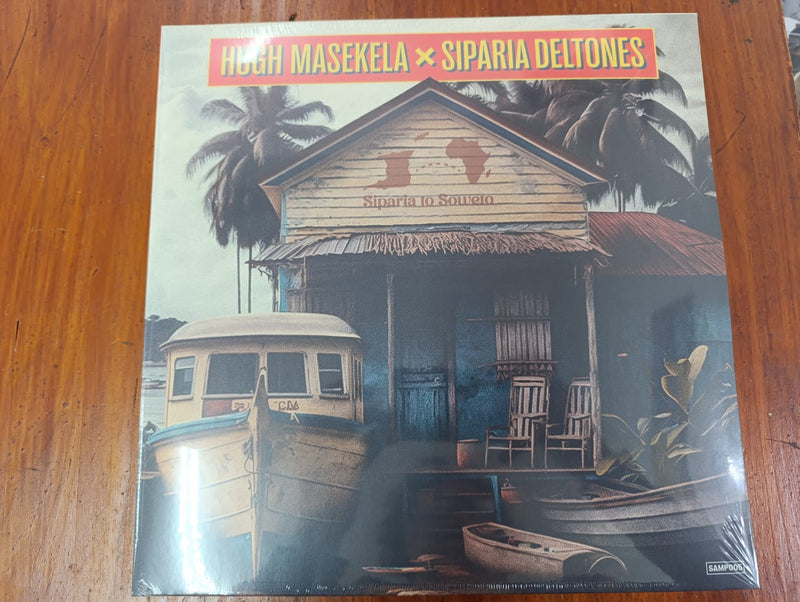 HUGH MASEKELA × SIPARIA DELTONES
Siparia to Soweto
SAMP005